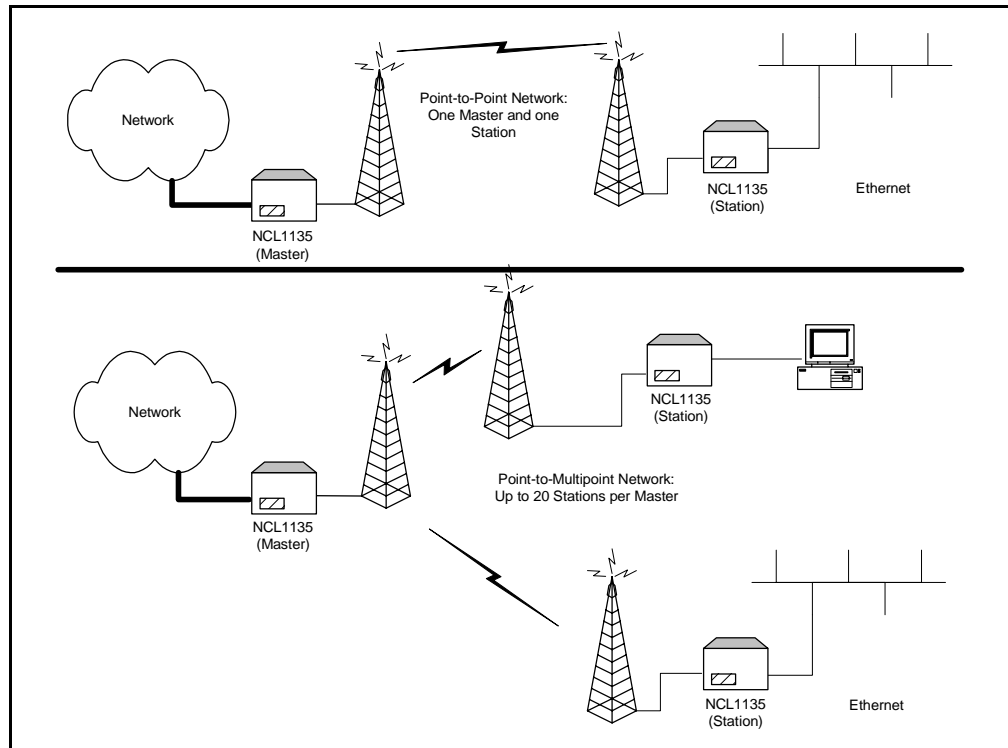 Network
Point-to-Point Network:
One Master and one
Station
NCL1135
(Master)
NCL1135
(Station)
Ethernet
Network
NCL1135
(Master)
NCL1135
(Station)
Point-to-Multipoint Network:
Up to 20 Stations per Master
NCL1135
(Station)
Ethernet